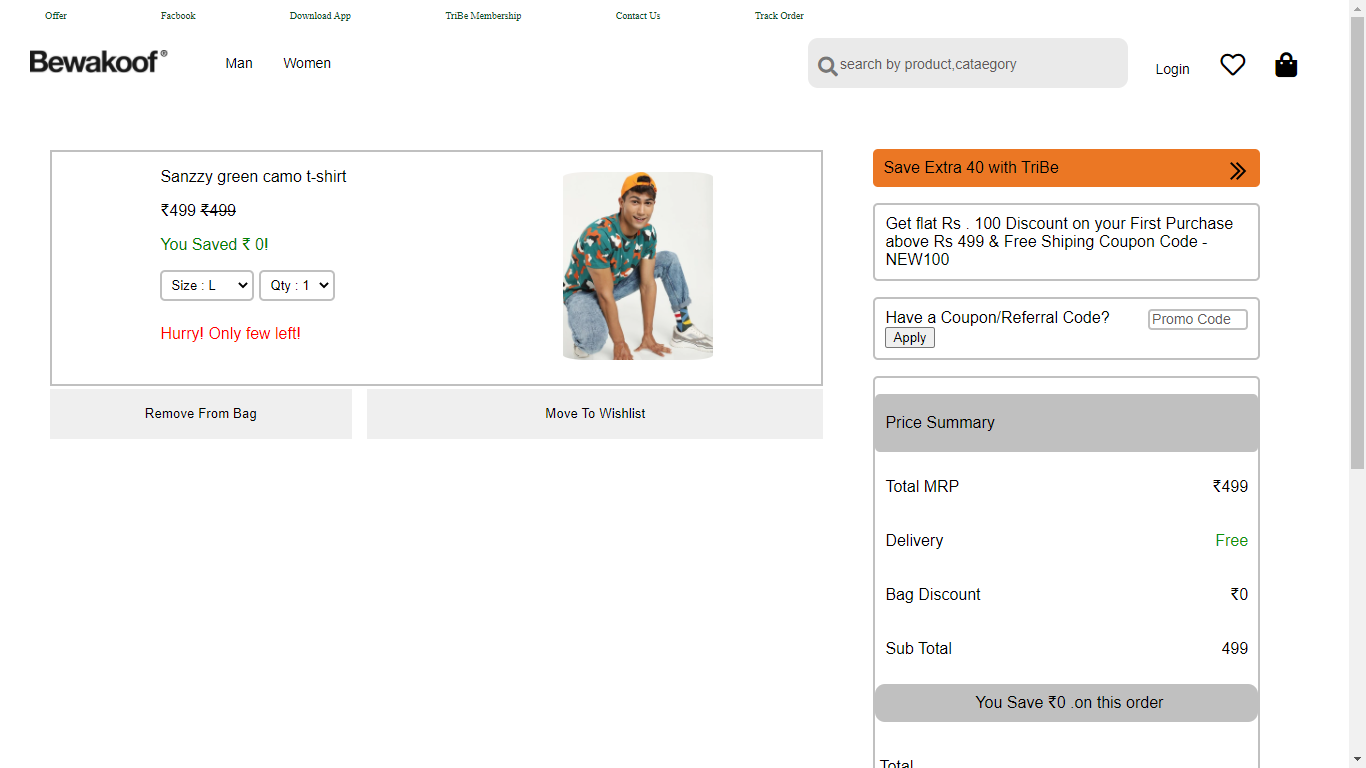 Offer
Facbook
Download App
TriBe Membership
Contact Us
Track Order
Bewakoof®
Man
Women
search by product,cataegory
Login
Sanzzy green camo t-shirt
₹499 ₹499
You Saved ₹ 0!
Size : L
Qty : 1
Hurry! Only few left!
Remove From Bag
Move To Wishlist
Save Extra 40 with TriBe
Get flat Rs . 100 Discount on your First Purchase
above Rs 499 & Free Shiping Coupon Code -
NEW100
Have a Coupon/Referral Code?
Promo Code
Apply
Price Summary
Total MRP ₹499
Delivery Free
Bag Discount ₹0
Sub Total 499
You Save ₹0 .on this order
Total